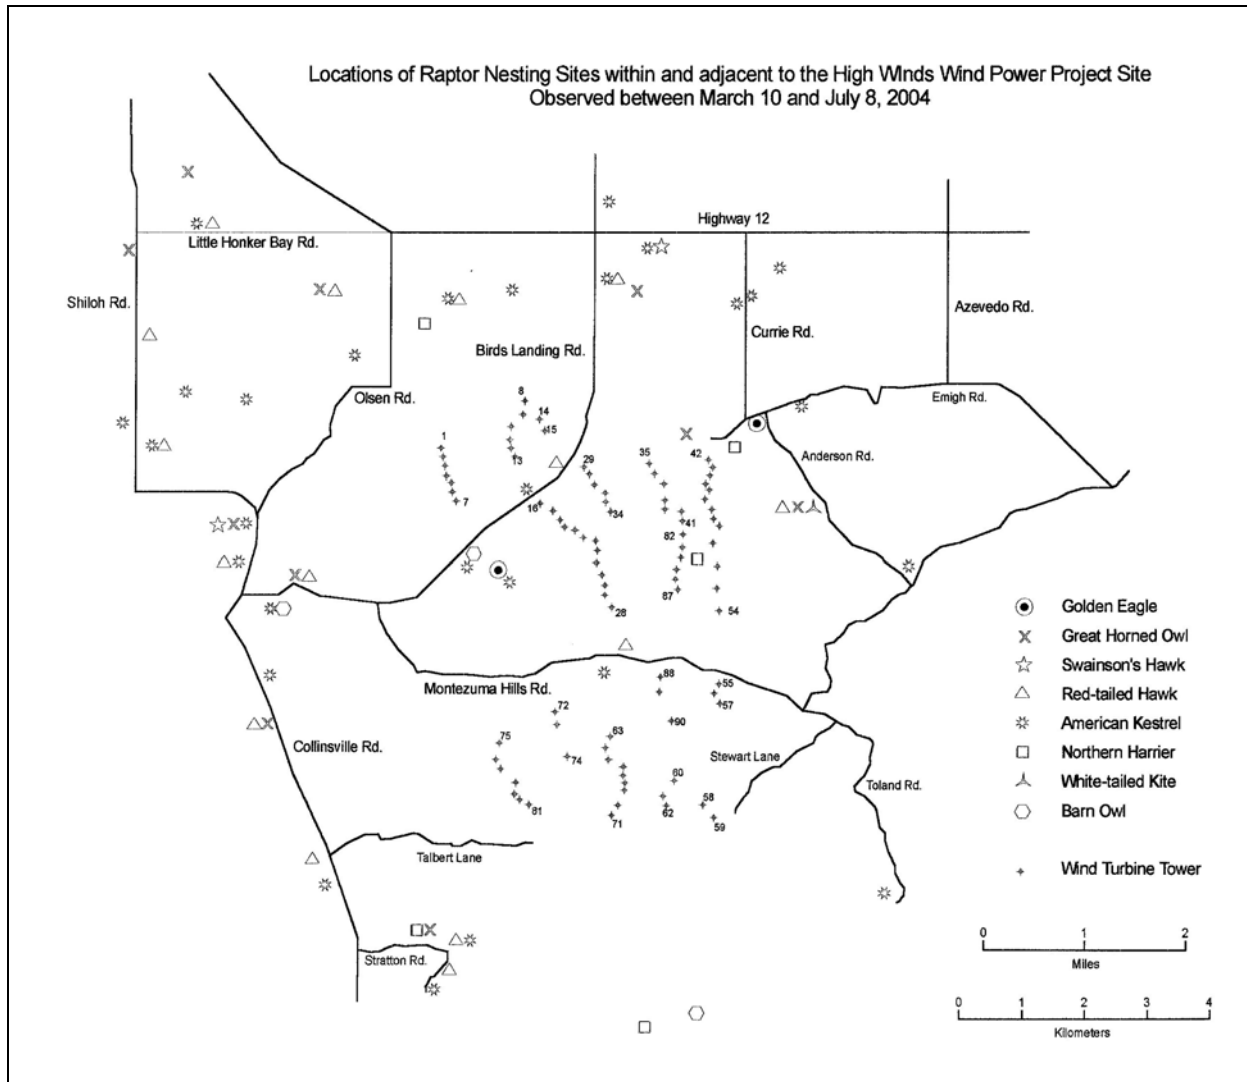 Locations of Raptor Nesting Sites within and adjacent to the High Winds Wind Power Project Site
Observed between March 10 and July 8, 2004
Highway 12
Little Honker Bay Rd.
Shiloh Rd.
Azevedo Rd.
Currie Rd.
Birds Landing Rd.
Olsen Rd.
Emigh Rd.
8
14
15
1
13
29
35
42
Anderson Rd.
7
16
34
41
82
87
28
54
Golden Eagle
Great Horned Owl
Swainson's Hawk
Red-tailed Hawk
American Kestrel
Northern Harrier
White-tailed Kite
Barn Owl
Wind Turbine Tower
Montezuma Hills Rd.
88
55
57
72
90
75
63
Collinsville Rd.
74
Stewart Lane
60
Toland Rd.
81
71
62
58
59
Talbert Lane
Stratton Rd.
0 1 2
Miles
0 1 2 3 4
Kilometers